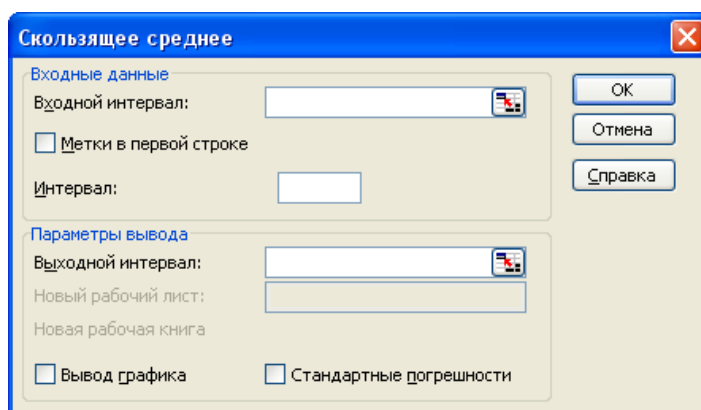 Скользящее среднее
Входные данные
Входной интервал:
Метки в первой строке
Интервал:
ОК
Отмена
Справка
Параметры вывода
Выходной интервал:
Новый рабочий лист:
Новая рабочая книга
Вывод графика
Стандартные погрешности